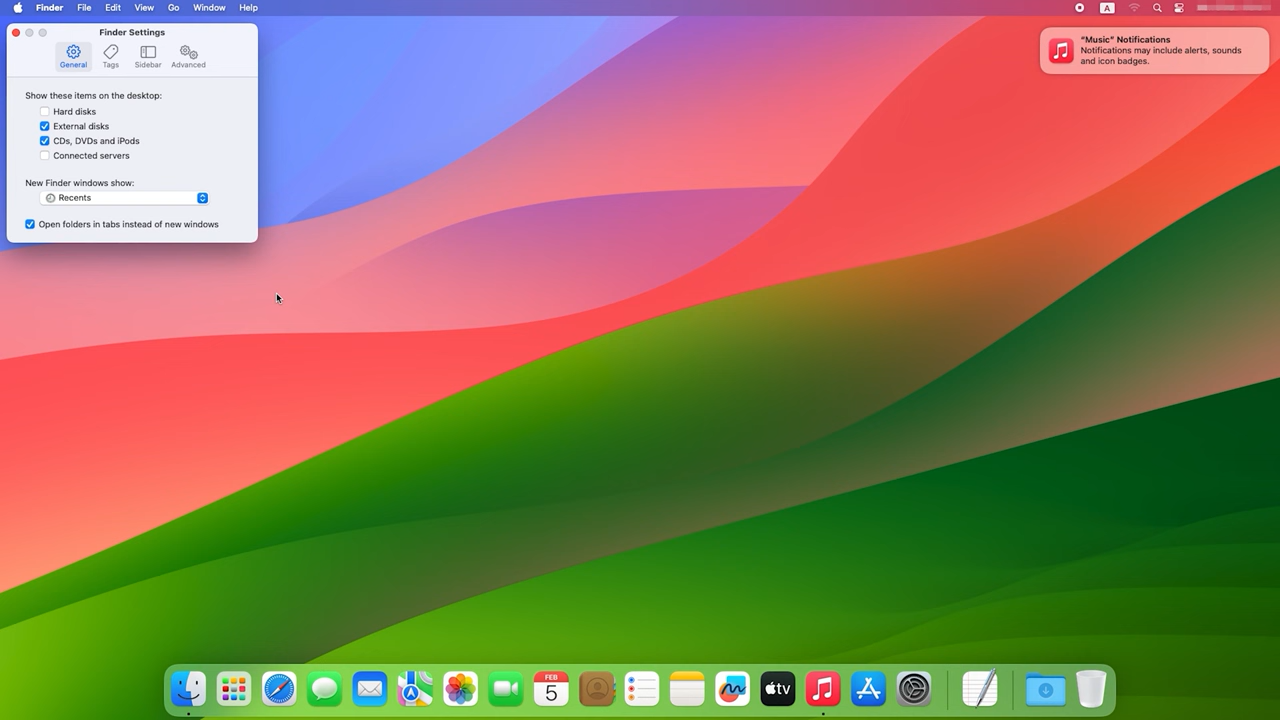 Finder File Edit View Go Window Help
A
Finder Settings
General Tags Sidebar Advanced
Show these items on the desktop:
Hard disks
External disks
CDs, DVDs and iPods
Connected servers
New Finder windows show:
Recents
Open folders in tabs instead of new windows
“Music” Notifications
Notifications may include alerts, sounds
and icon badges.
FEB
5
tv